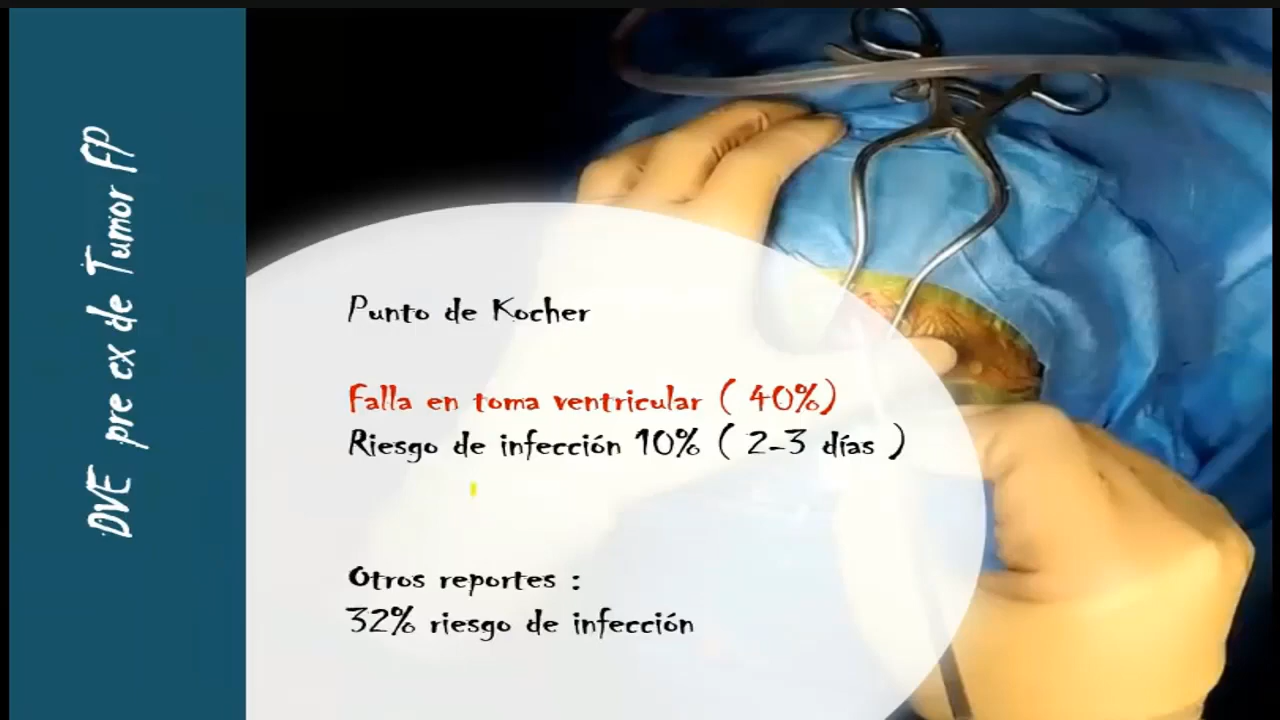 DVE pre cx de Tumor FP
Punto de Kocher
Falla en toma ventricular ( 40%)
Riesgo de infección 10% ( 2-3 días )
Otros reportes :
32% riesgo de infección